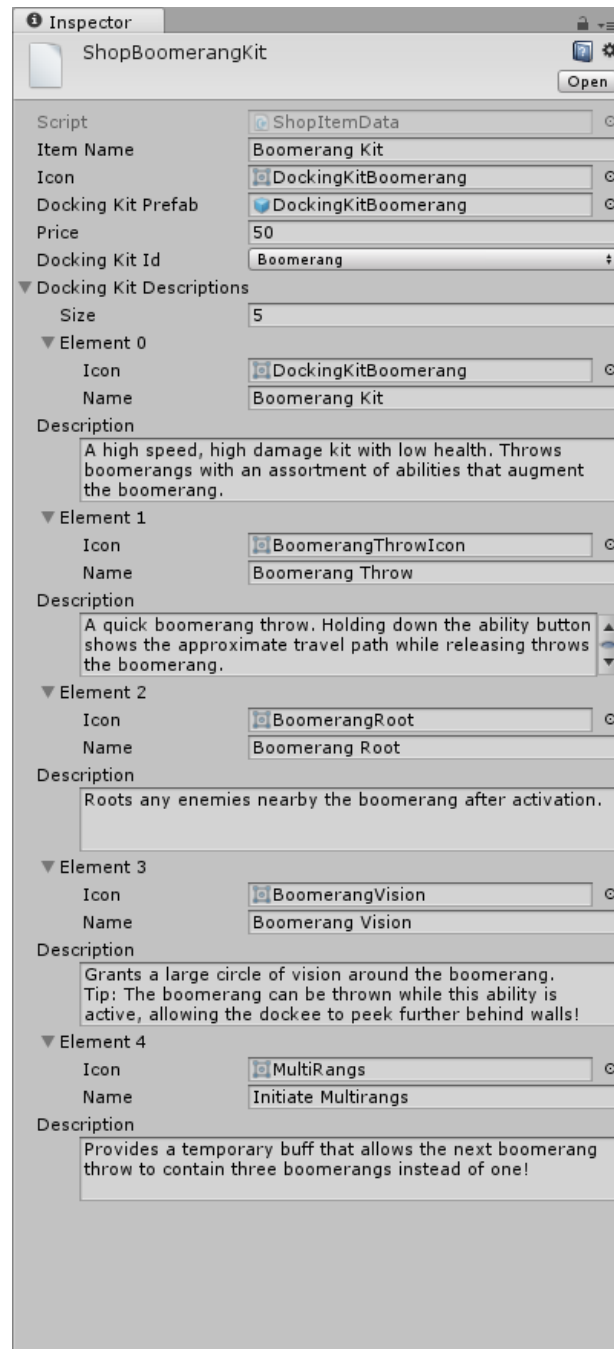 Inspector
ShopBoomerangKit
Open
Script ShopItemData
Item Name Boomerang Kit
Icon DockingKitBoomerang
Docking Kit Prefab DockingKitBoomerang
Price 50
Docking Kit Id Boomerang
Docking Kit Descriptions
Size 5
Element 0
Icon DockingKitBoomerang
Name Boomerang Kit
Description
A high speed, high damage kit with low health. Throws
boomerangs with an assortment of abilities that augment
the boomerang.
Element 1
Icon BoomerangThrowIcon
Name Boomerang Throw
Description
A quick boomerang throw. Holding down the ability button
shows the approximate travel path while releasing throws
the boomerang.
Element 2
Icon BoomerangRoot
Name Boomerang Root
Description
Roots any enemies nearby the boomerang after activation.
Element 3
Icon BoomerangVision
Name Boomerang Vision
Description
Grants a large circle of vision around the boomerang.
Tip: The boomerang can be thrown while this ability is
active, allowing the dockee to peek further behind walls!
Element 4
Icon MultiRangs
Name Initiate Multirangs
Description
Provides a temporary buff that allows the next boomerang
throw to contain three boomerangs instead of one!